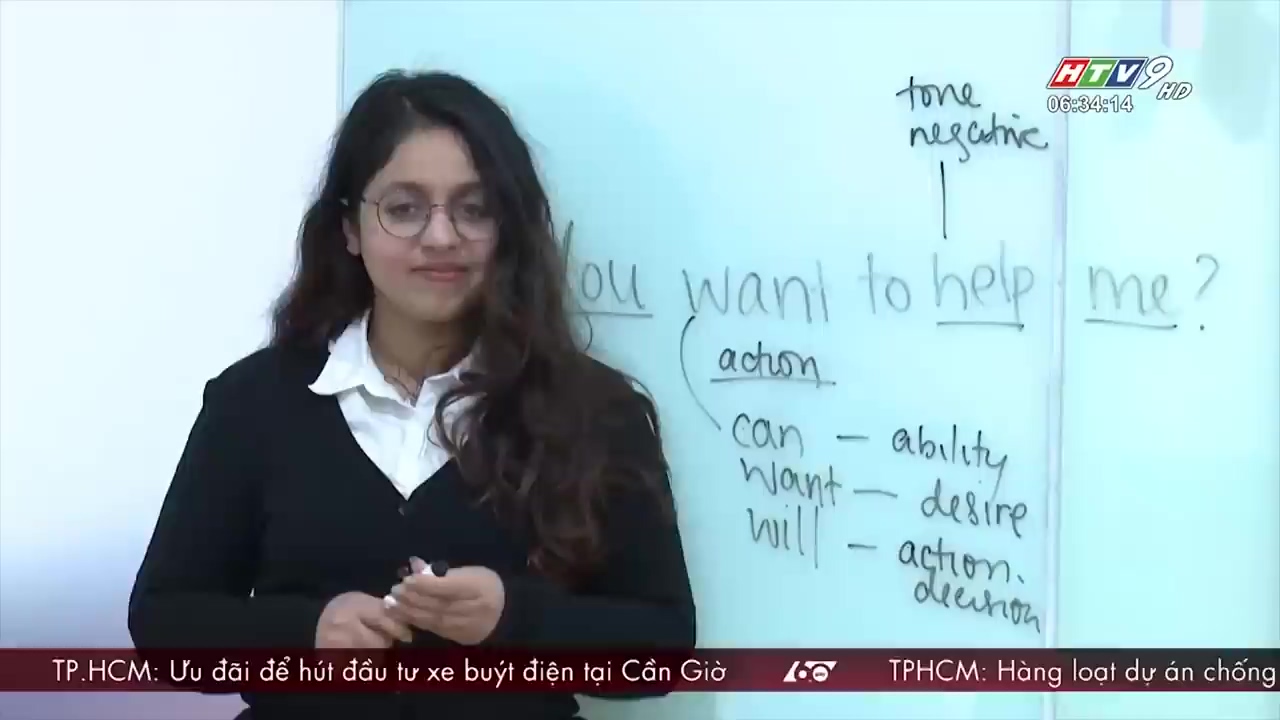 HTV9 HD
06:34:14
tone
negative
You want to help me?
action
can — ability
want — desire
will — action.
decision
TP.HCM: Ưu đãi để hút đầu tư xe buýt điện tại Cần Giờ 60 TPHCM: Hàng loạt dự án chống